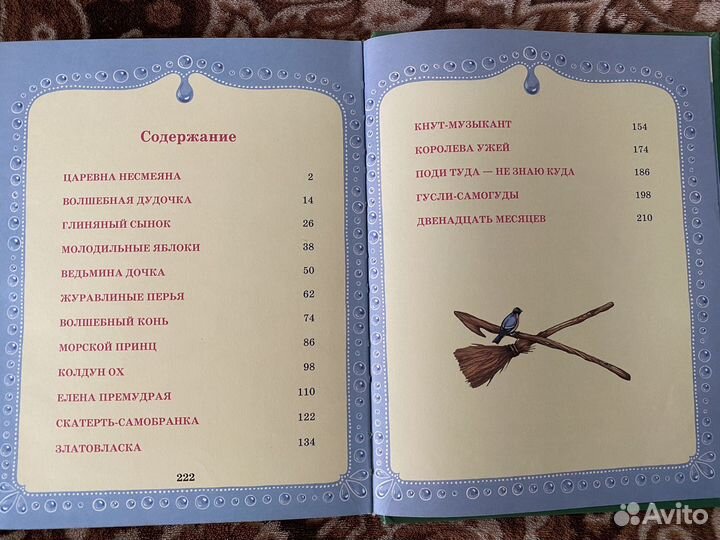 Содержание
ЦАРЕВНА НЕСМЕЯНА 2
ВОЛШЕБНАЯ ДУДОЧКА 14
ГЛИНЯНЫЙ СЫНОК 26
МОЛОДИЛЬНЫЕ ЯБЛОКИ 38
ВЕДЬМИНА ДОЧКА 50
ЖУРАВЛИНЫЕ ПЕРЬЯ 62
ВОЛШЕБНЫЙ КОНЬ 74
МОРСКОЙ ПРИНЦ 86
КОЛДУН ОХ 98
ЕЛЕНА ПРЕМУДРАЯ 110
СКАТЕРТЬ-САМОБРАНКА 122
ЗЛАТОВЛАСКА 134
222
КНУТ-МУЗЫКАНТ 154
КОРОЛЕВА УЖЕЙ 174
ПОДИ ТУДА — НЕ ЗНАЮ КУДА 186
ГУСЛИ-САМОГУДЫ 198
ДВЕНАДЦАТЬ МЕСЯЦЕВ 210
Avito